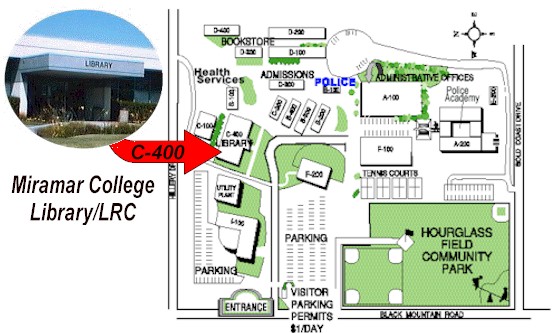 LIBRARY
C-400
Miramar College
Library/LRC
D-400
BOOKSTORE
D-200
D-100
Health
Services
ADMISSIONS
POLICE
ADMINISTRATIVE OFFICES
A-100
Police
Academy
A-200
C-100
C-400
LIBRARY
F-100
F-200
TENNIS COURTS
UTILITY
PLANT
I-100
PARKING
PARKING
HOURGLASS
FIELD
COMMUNITY
PARK
ENTRANCE
VISITOR
PARKING
PERMITS
$1/DAY
BLACK MOUNTAIN ROAD
HILLERY DR
GOLD COAST DRIVE